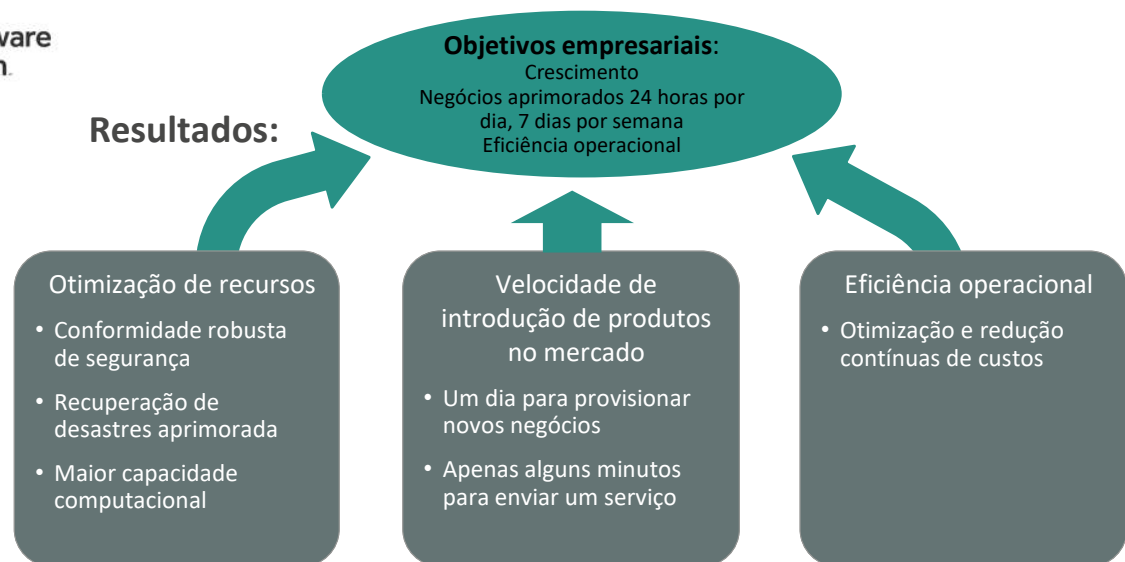 ware
Objetivos empresariais:
Crescimento
Negócios aprimorados 24 horas por
dia, 7 dias por semana
Eficiência operacional
Resultados:
Otimização de recursos
• Conformidade robusta
de segurança
• Recuperação de
desastres aprimorada
• Maior capacidade
computacional
Velocidade de
introdução de produtos
no mercado
• Um dia para provisionar
novos negócios
• Apenas alguns minutos
para enviar um serviço
Eficiência operacional
• Otimização e redução
contínuas de custos